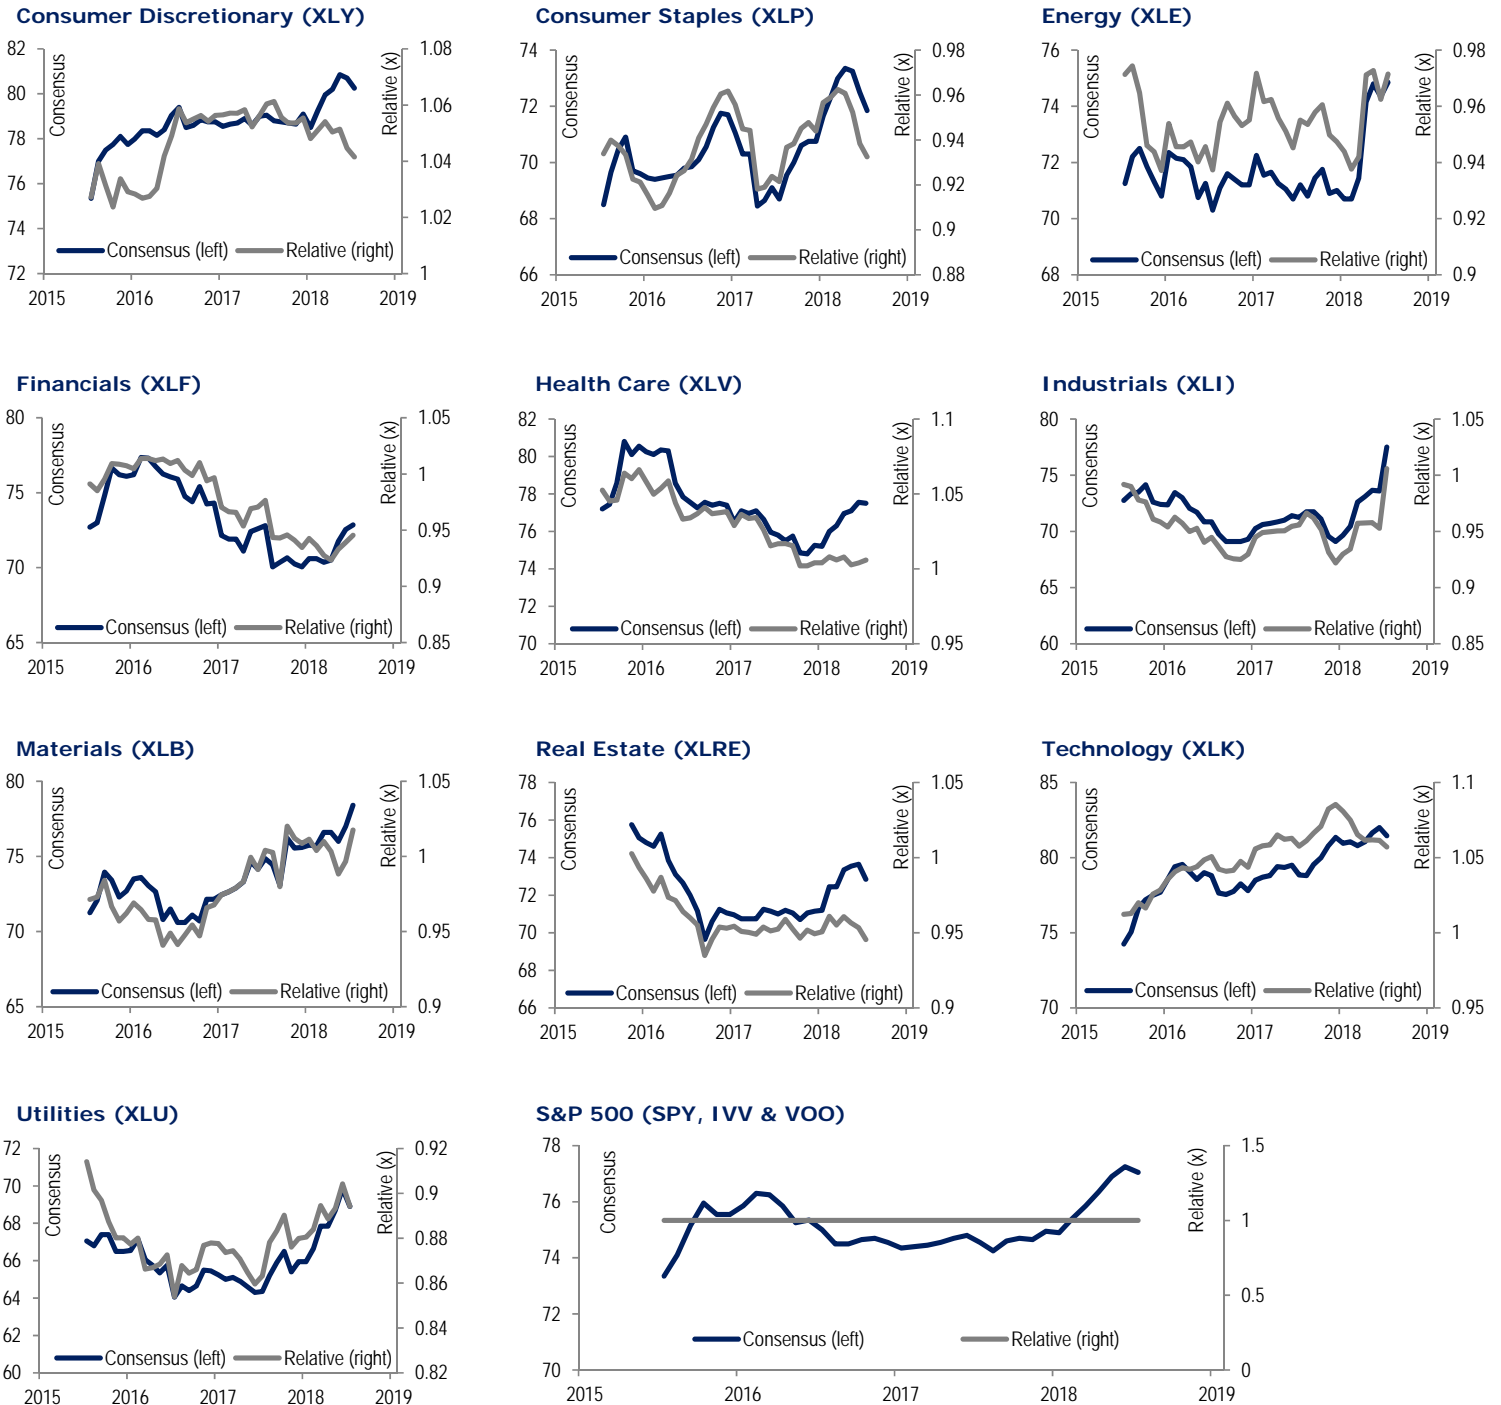 Consumer Discretionary (XLY)
82
80
78
76
74
72
Consensus
1.08
1.06
1.04
1.02
1
Relative (x)
Consensus (left) Relative (right)
2015 2016 2017 2018 2019
Consumer Staples (XLP)
74
72
70
68
66
Consensus
0.98
0.96
0.94
0.92
0.9
0.88
Relative (x)
Consensus (left) Relative (right)
2015 2016 2017 2018 2019
Energy (XLE)
76
74
72
70
68
Consensus
0.98
0.96
0.94
0.92
0.9
Relative (x)
Consensus (left) Relative (right)
2015 2016 2017 2018 2019
Financials (XLF)
80
75
70
65
Consensus
1.05
1
0.95
0.9
0.85
Relative (x)
Consensus (left) Relative (right)
2015 2016 2017 2018 2019
Health Care (XLV)
82
80
78
76
74
72
70
Consensus
1.1
1.05
1
0.95
Relative (x)
Consensus (left) Relative (right)
2015 2016 2017 2018 2019
Industrials (XLI)
80
75
70
65
60
Consensus
1.05
1
0.95
0.9
0.85
Relative (x)
Consensus (left) Relative (right)
2015 2016 2017 2018 2019
Materials (XLB)
80
75
70
65
Consensus
1.05
1
0.95
0.9
Relative (x)
Consensus (left) Relative (right)
2015 2016 2017 2018 2019
Real Estate (XLRE)
78
76
74
72
70
68
66
Consensus
1.05
1
0.95
0.9
Relative (x)
Consensus (left) Relative (right)
2015 2016 2017 2018 2019
Technology (XLK)
85
80
75
70
Consensus
1.1
1.05
1
0.95
Relative (x)
Consensus (left) Relative (right)
2015 2016 2017 2018 2019
Utilities (XLU)
72
70
68
66
64
62
60
Consensus
0.92
0.9
0.88
0.86
0.84
0.82
Relative (x)
Consensus (left) Relative (right)
2015 2016 2017 2018 2019
S&P 500 (SPY, IVV & VOO)
78
76
74
72
70
Consensus
1.5
1
0.5
0
Relative (x)
Consensus (left) Relative (right)
2015 2016 2017 2018 2019